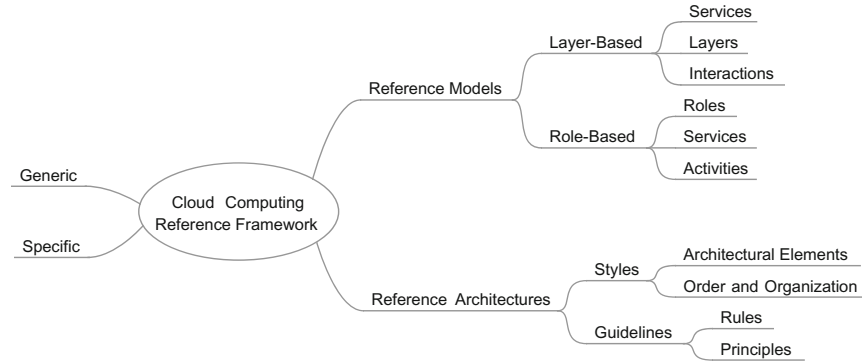 Services
Layer-Based
Layers
Interactions
Reference Models
Roles
Role-Based
Services
Activities
Generic
Cloud Computing
Reference Framework
Specific
Architectural Elements
Styles
Order and Organization
Reference Architectures
Rules
Guidelines
Principles